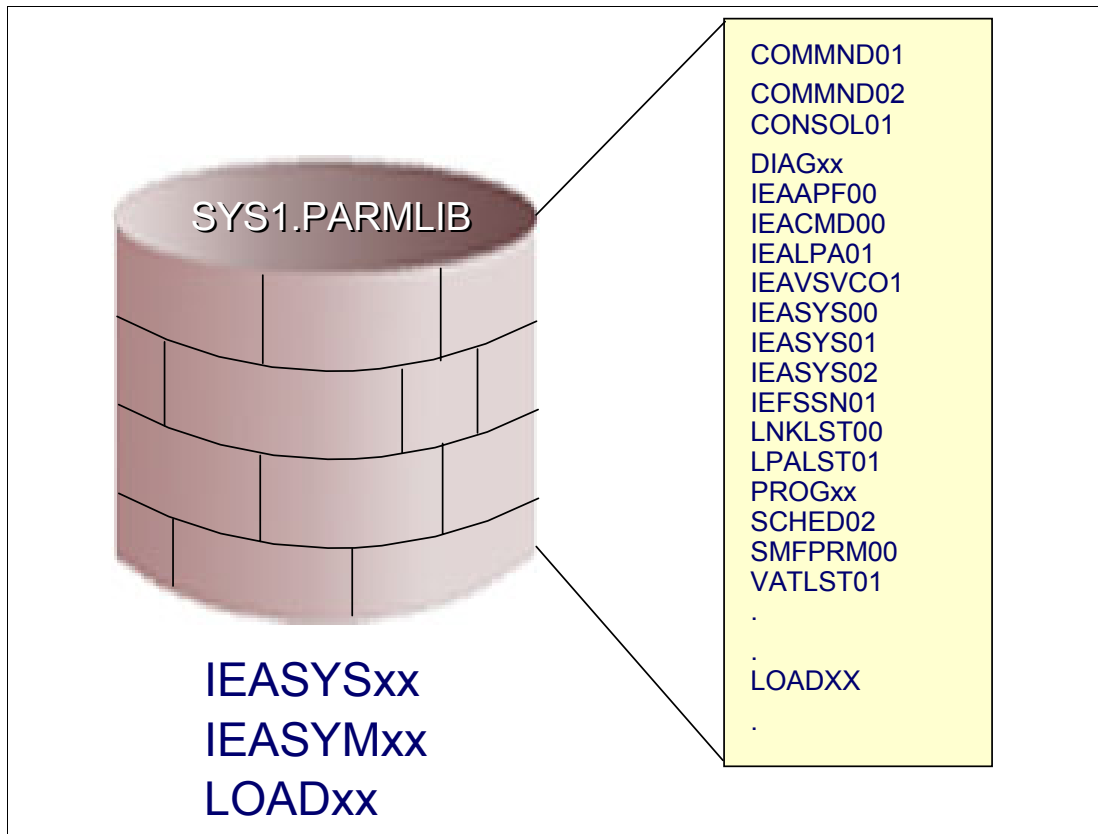 SYS1.PARMLIB
COMMND01
COMMND02
CONSOL01
DIAGxx
IEAAPF00
IEACMD00
IEALPA01
IEAVSVCO1
IEASYS00
IEASYS01
IEASYS02
IEFSSN01
LNKLST00
LPALST01
PROGxx
SCHED02
SMFPRM00
VATLST01
.
.
LOADXX
.
IEASYSxx
IEASYMxx
LOADxx